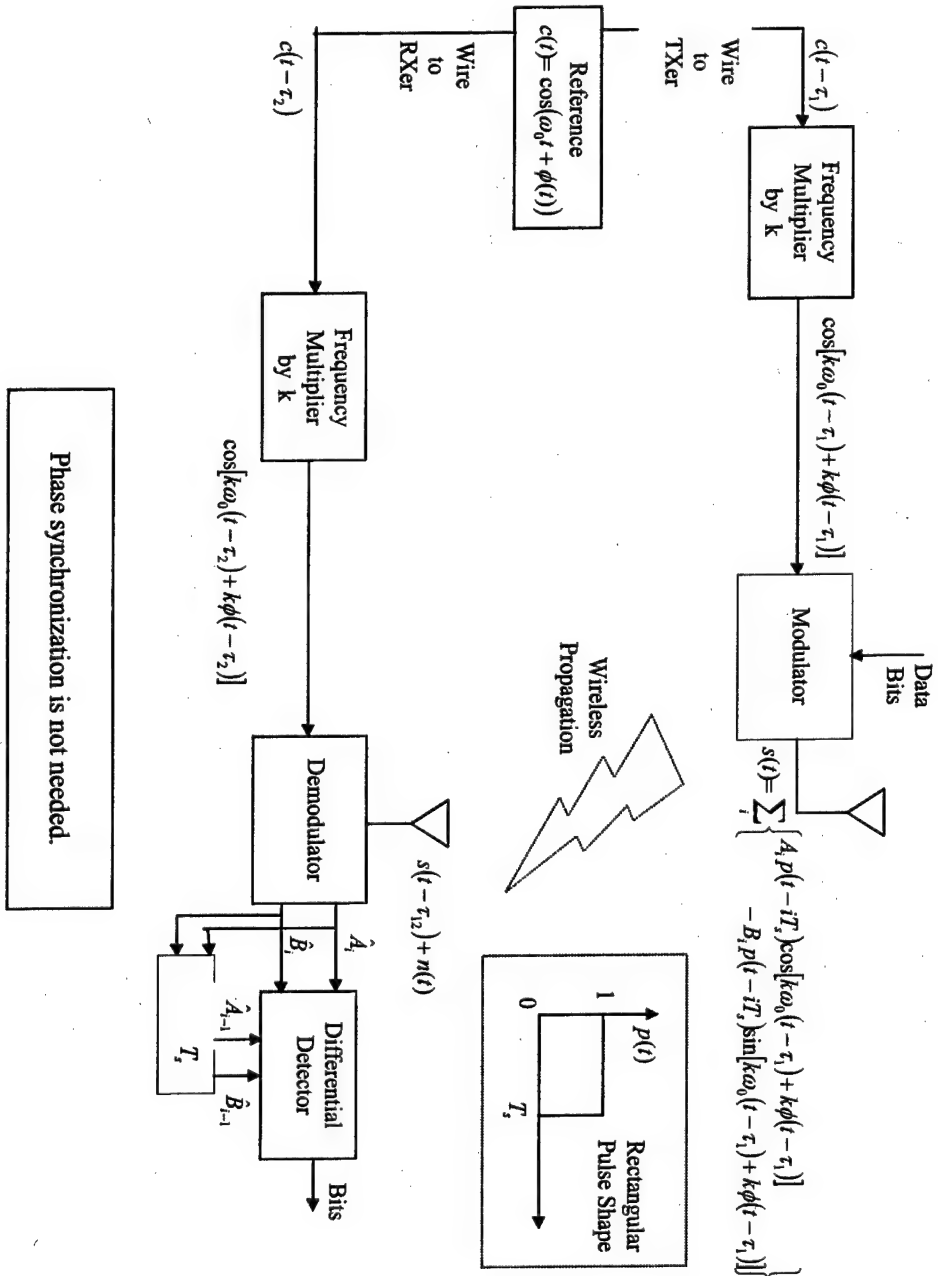 Reference
c(t)= cos(ω₀t + ϕ(t))
Wire
to
TXer
Wire
to
RXer
c(t − τ₁)
Frequency
Multiplier
by k
cos[kω₀(t − τ₁)+ kϕ(t − τ₁)]
Data
Bits
Modulator
s(t)= ∑ᵢ { Aᵢ p(t − iTₛ)cos[kω₀(t − τ₁)+ kϕ(t − τ₁)]
− Bᵢ p(t − iTₛ)sin[kω₀(t − τ₁)+ kϕ(t − τ₁)] }
Wireless
Propagation
p(t)
1
0
Tₛ
Rectangular
Pulse Shape
c(t − τ₂)
Frequency
Multiplier
by k
cos[kω₀(t − τ₂)+ kϕ(t − τ₂)]
s(t − τ₁₂)+ n(t)
Demodulator
Âᵢ
B̂ᵢ
Differential
Detector
Bits
Âᵢ₋₁
B̂ᵢ₋₁
Tₛ
Phase synchronization is not needed.